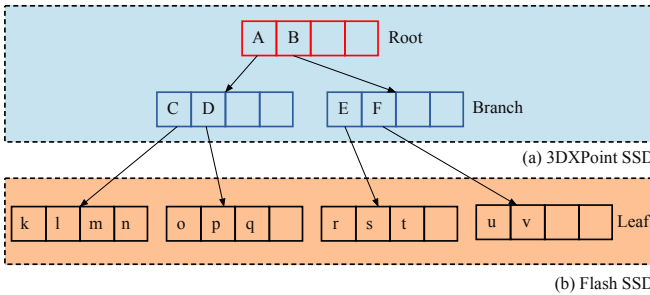 A B Root
C D E F Branch
(a) 3DXPoint SSD
k l m n o p q r s t u v Leaf
(b) Flash SSD